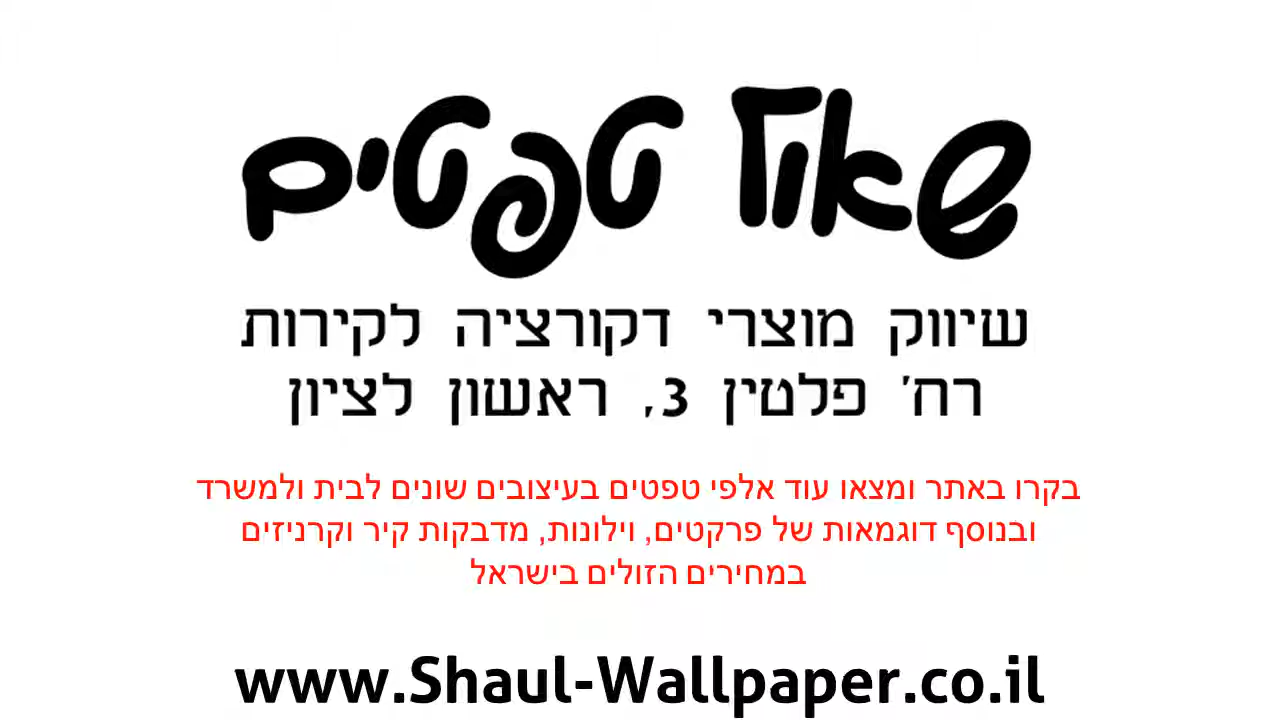 שאול טפטים
שיווק מוצרי דקורציה לקירות
רח' פלטין 3, ראשון לציון
בקרו באתר ומצאו עוד אלפי טפטים בעיצובים שונים לבית ולמשרד
ובנוסף דוגמאות של פרקטים, וילונות, מדבקות קיר וקרניזים
במחירים הזולים בישראל
www.Shaul-Wallpaper.co.il